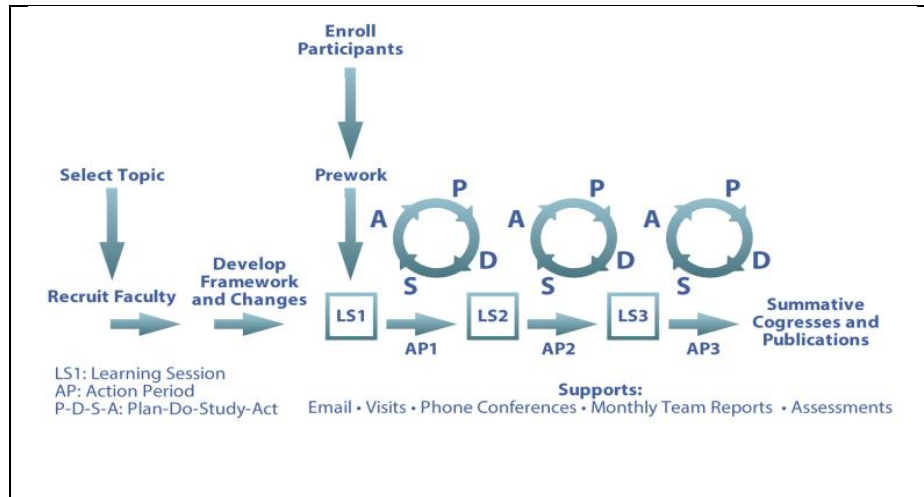 Enroll
Participants
Select Topic
Prework
P
A
D
S
P
A
D
S
P
A
D
S
Recruit Faculty
Develop
Framework
and Changes
LS1
LS2
LS3
AP1
AP2
AP3
Summative
Cogresses and
Publications
LS1: Learning Session
AP: Action Period
P-D-S-A: Plan-Do-Study-Act
Supports:
Email • Visits • Phone Conferences • Monthly Team Reports • Assessments